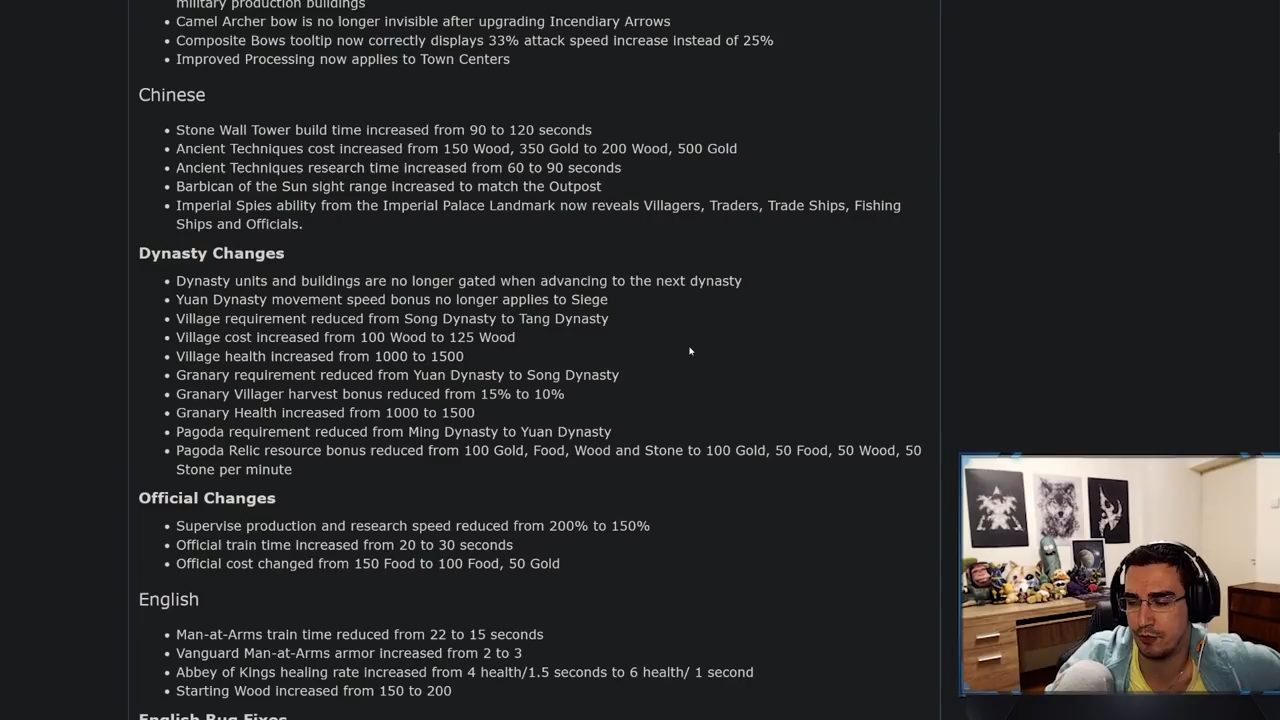 military production buildings
• Camel Archer bow is no longer invisible after upgrading Incendiary Arrows
• Composite Bows tooltip now correctly displays 33% attack speed increase instead of 25%
• Improved Processing now applies to Town Centers
Chinese
• Stone Wall Tower build time increased from 90 to 120 seconds
• Ancient Techniques cost increased from 150 Wood, 350 Gold to 200 Wood, 500 Gold
• Ancient Techniques research time increased from 60 to 90 seconds
• Barbican of the Sun sight range increased to match the Outpost
• Imperial Spies ability from the Imperial Palace Landmark now reveals Villagers, Traders, Trade Ships, Fishing
Ships and Officials.
Dynasty Changes
• Dynasty units and buildings are no longer gated when advancing to the next dynasty
• Yuan Dynasty movement speed bonus no longer applies to Siege
• Village requirement reduced from Song Dynasty to Tang Dynasty
• Village cost increased from 100 Wood to 125 Wood
• Village health increased from 1000 to 1500
• Granary requirement reduced from Yuan Dynasty to Song Dynasty
• Granary Villager harvest bonus reduced from 15% to 10%
• Granary Health increased from 1000 to 1500
• Pagoda requirement reduced from Ming Dynasty to Yuan Dynasty
• Pagoda Relic resource bonus reduced from 100 Gold, Food, Wood and Stone to 100 Gold, 50 Food, 50 Wood, 50
Stone per minute
Official Changes
• Supervise production and research speed reduced from 200% to 150%
• Official train time increased from 20 to 30 seconds
• Official cost changed from 150 Food to 100 Food, 50 Gold
English
• Man-at-Arms train time reduced from 22 to 15 seconds
• Vanguard Man-at-Arms armor increased from 2 to 3
• Abbey of Kings healing rate increased from 4 health/1.5 seconds to 6 health/ 1 second
• Starting Wood increased from 150 to 200
English Bug Fixes